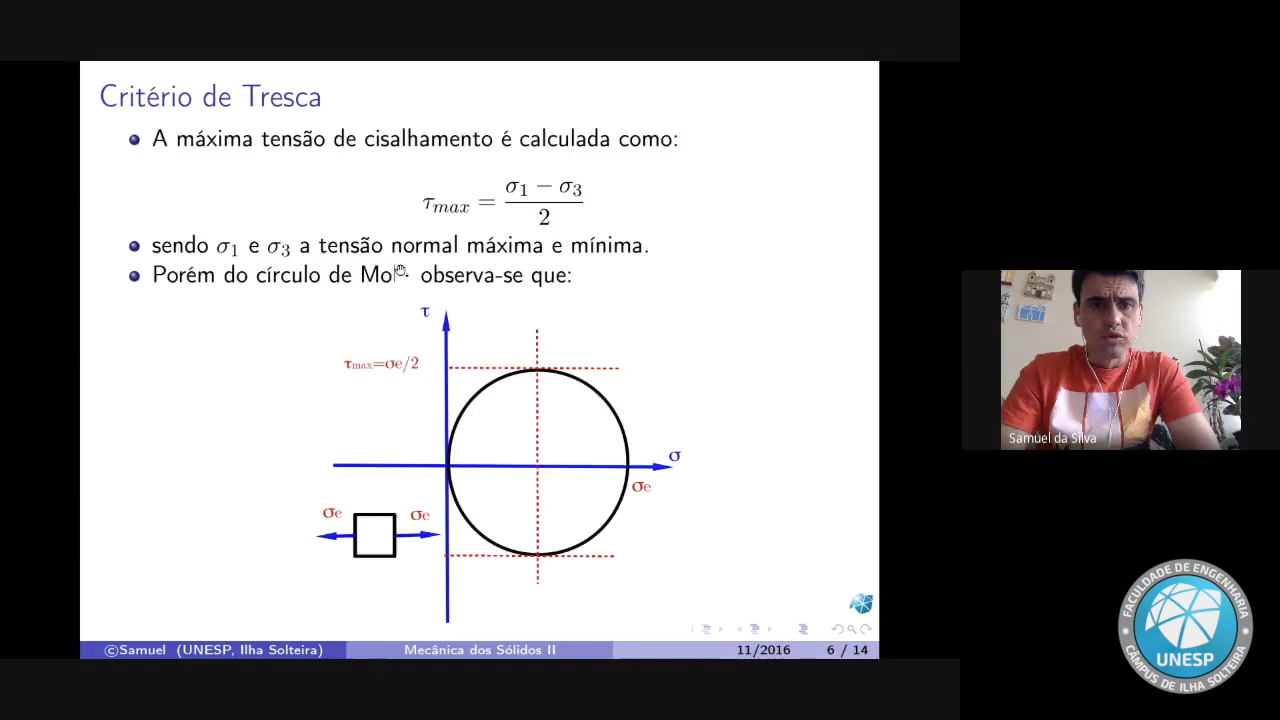 Critério de Tresca
A máxima tensão de cisalhamento é calculada como:
τmax = (σ1 − σ3)/2
sendo σ1 e σ3 a tensão normal máxima e mínima.
Porém do círculo de Mohr observa-se que:
τ
τmax=σe/2
σ
σe
σe σe
©Samuel (UNESP, Ilha Solteira) Mecânica dos Sólidos II 11/2016 6 / 14
Samuel da Silva
FACULDADE DE ENGENHARIA
UNESP
CÂMPUS DE ILHA SOLTEIRA